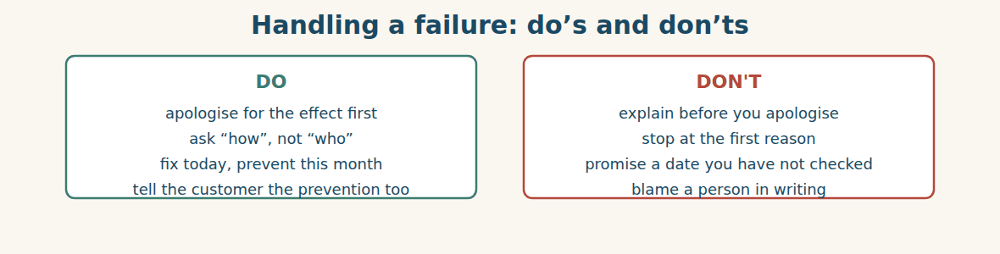 Handling a failure: do’s and don’ts
DO
apologise for the effect first
ask “how”, not “who”
fix today, prevent this month
tell the customer the prevention too
DON'T
explain before you apologise
stop at the first reason
promise a date you have not checked
blame a person in writing